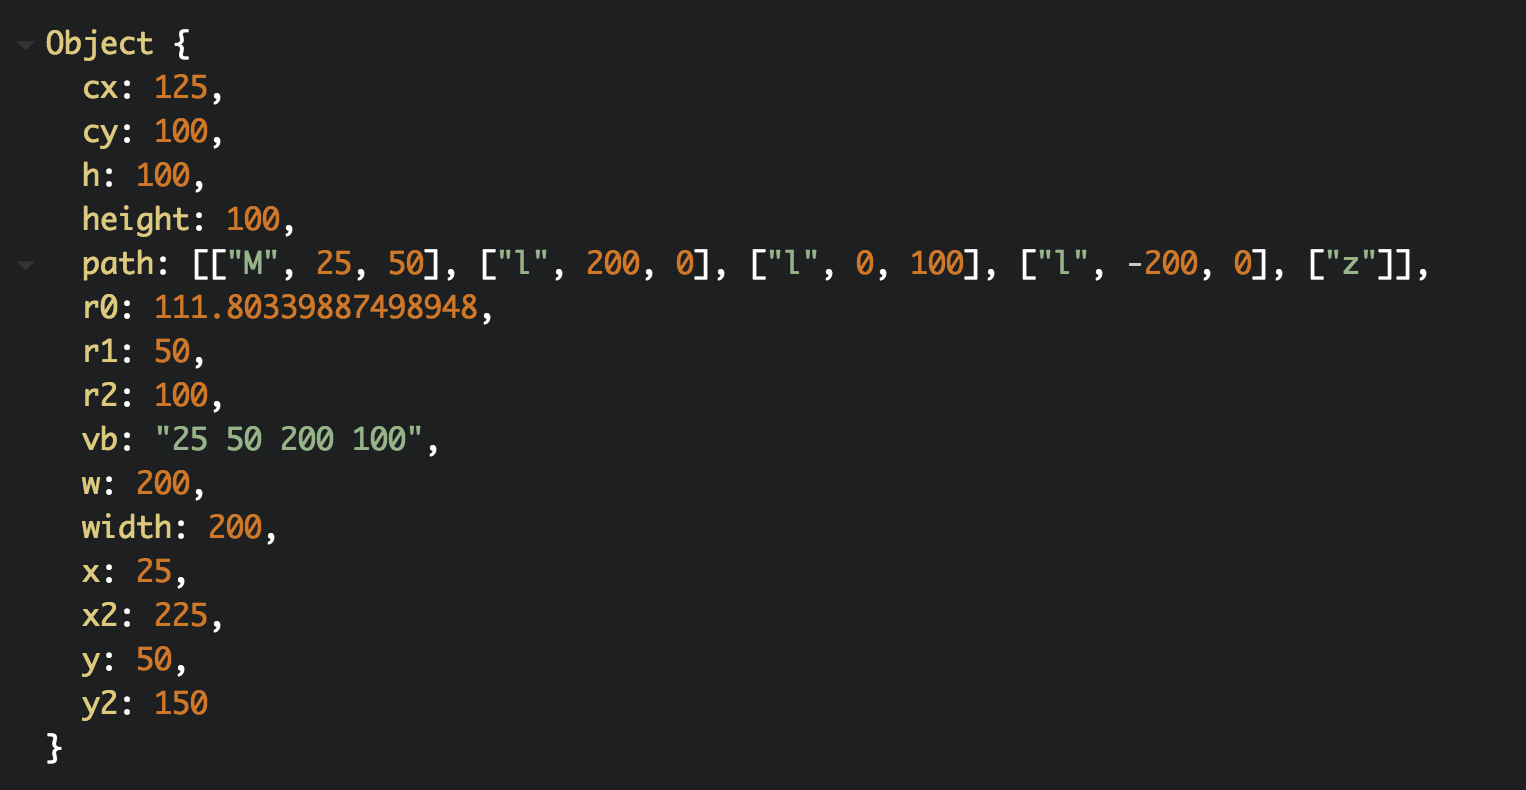 Object {
cx: 125,
cy: 100,
h: 100,
height: 100,
path: [["M", 25, 50], ["l", 200, 0], ["l", 0, 100], ["l", -200, 0], ["z"]],
r0: 111.80339887498948,
r1: 50,
r2: 100,
vb: "25 50 200 100",
w: 200,
width: 200,
x: 25,
x2: 225,
y: 50,
y2: 150
}